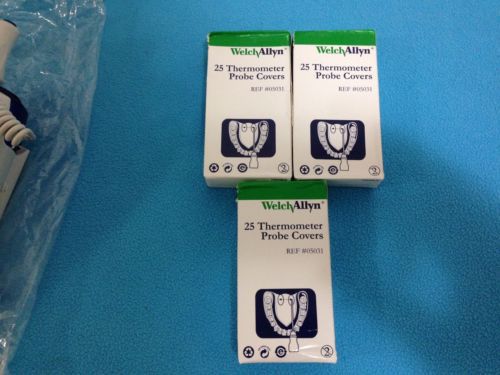 WelchAllyn®
25 Thermometer
Probe Covers
REF #05031
WelchAllyn®
25 Thermometer
Probe Covers
REF #05031
WelchAllyn®
25 Thermometer
Probe Covers
REF #05031